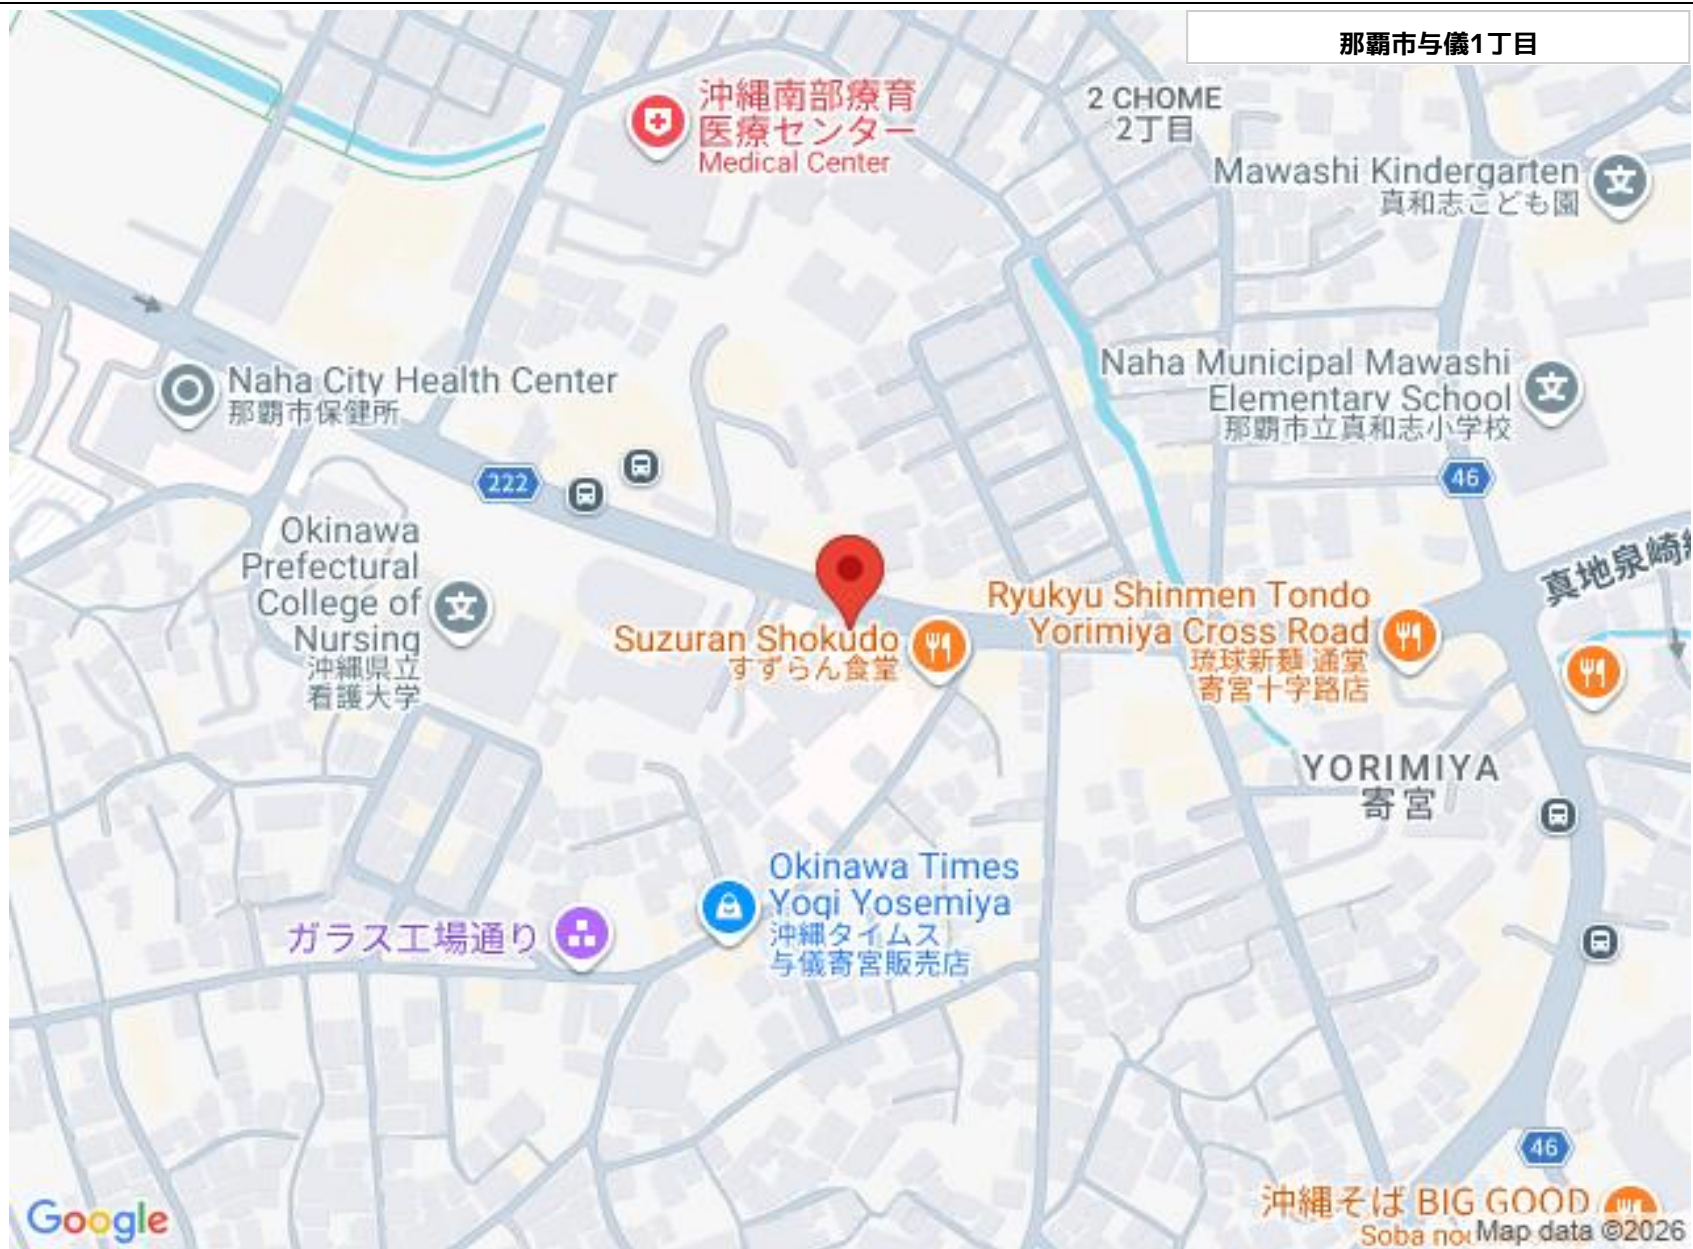 那覇市与儀1丁目
沖縄南部療育
医療センター
Medical Center
2 CHOME
2丁目
Mawashi Kindergarten
真和志こども園
Naha City Health Center
那覇市保健所
Naha Municipal Mawashi
Elementary School
那覇市立真和志小学校
222
46
Okinawa
Prefectural
College of
Nursing
沖縄県立
看護大学
真地泉崎
Suzuran Shokudo
すずらん食堂
Ryukyu Shinmen Tondo
Yorimiya Cross Road
琉球新麺 通堂
寄宮十字路店
YORIMIYA
寄宮
Okinawa Times
Yogi Yosemiya
沖縄タイムス
与儀寄宮販売店
ガラス工場通り
46
沖縄そば BIG GOOD
Soba no
Google
Map data ©2026